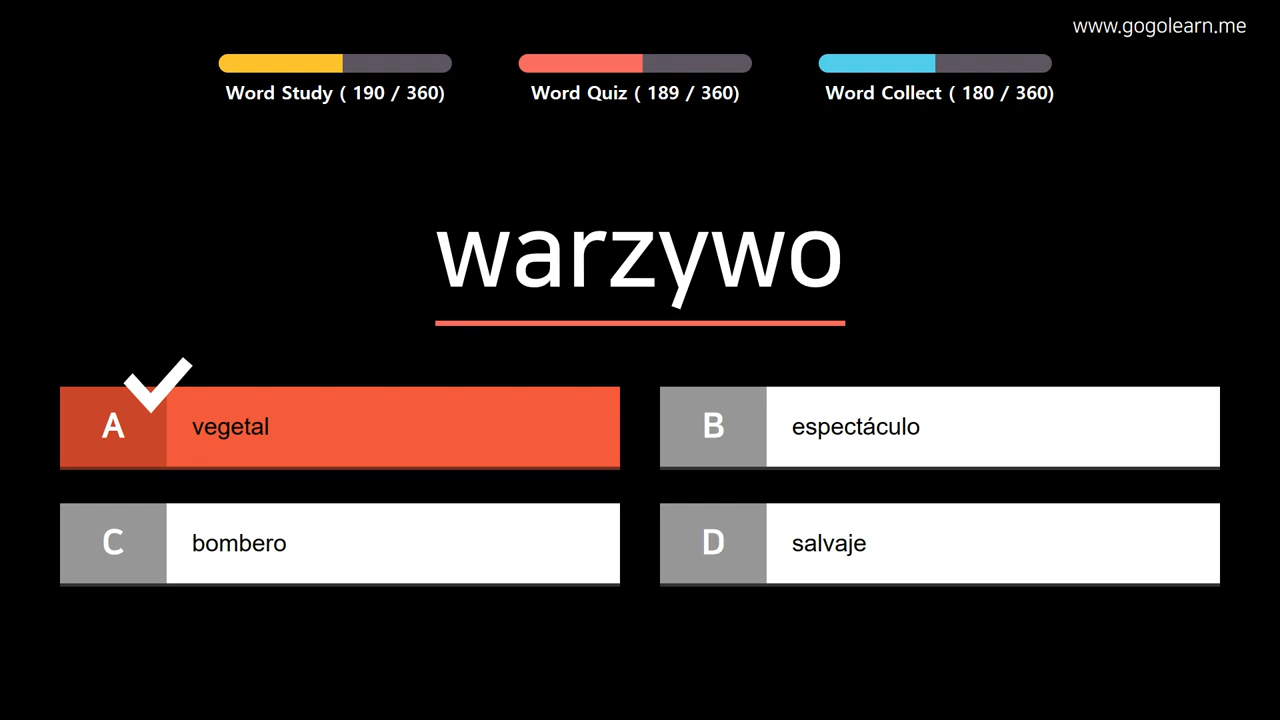 www.gogolearn.me
Word Study ( 190 / 360)
Word Quiz ( 189 / 360)
Word Collect ( 180 / 360)
warzywo
A vegetal
B espectáculo
C bombero
D salvaje